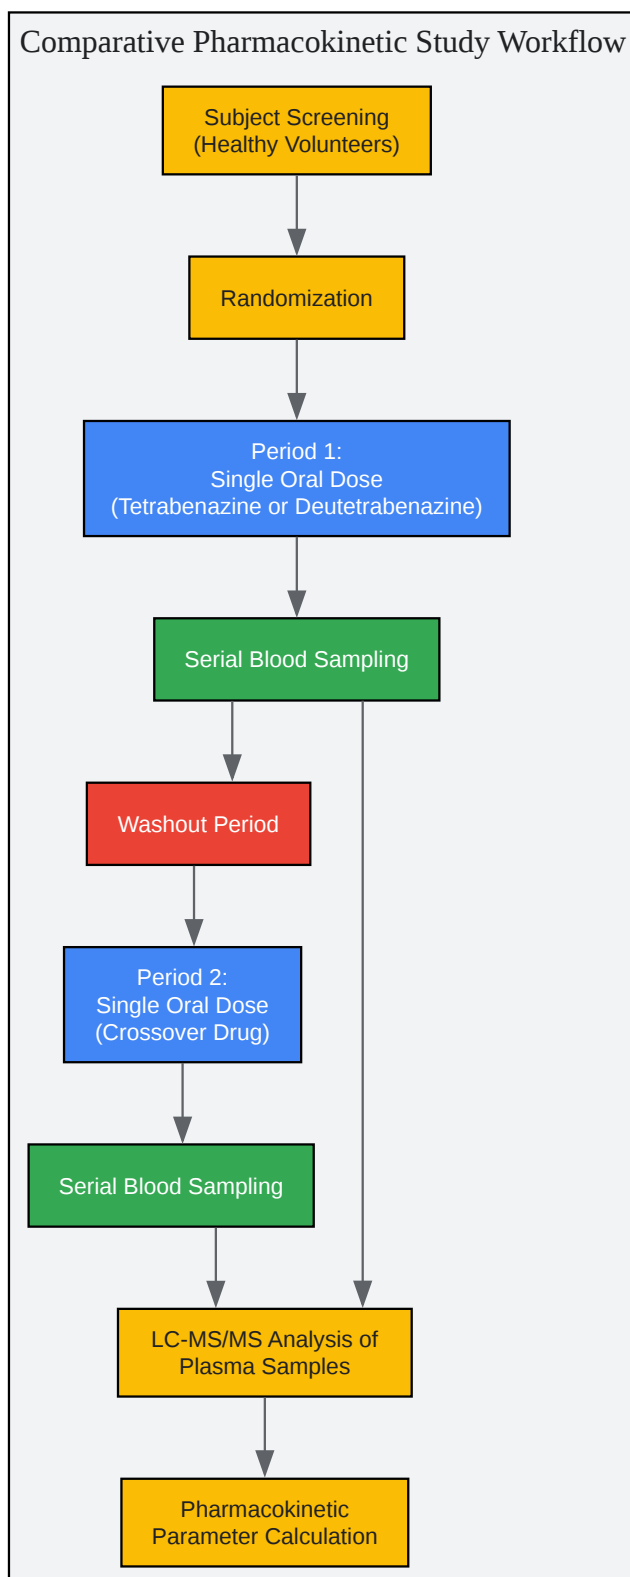 Comparative Pharmacokinetic Study Workflow
Subject Screening
(Healthy Volunteers)
Randomization
Period 1:
Single Oral Dose
(Tetrabenazine or Deutetrabenazine)
Serial Blood Sampling
Washout Period
Period 2:
Single Oral Dose
(Crossover Drug)
Serial Blood Sampling
LC-MS/MS Analysis of
Plasma Samples
Pharmacokinetic
Parameter Calculation